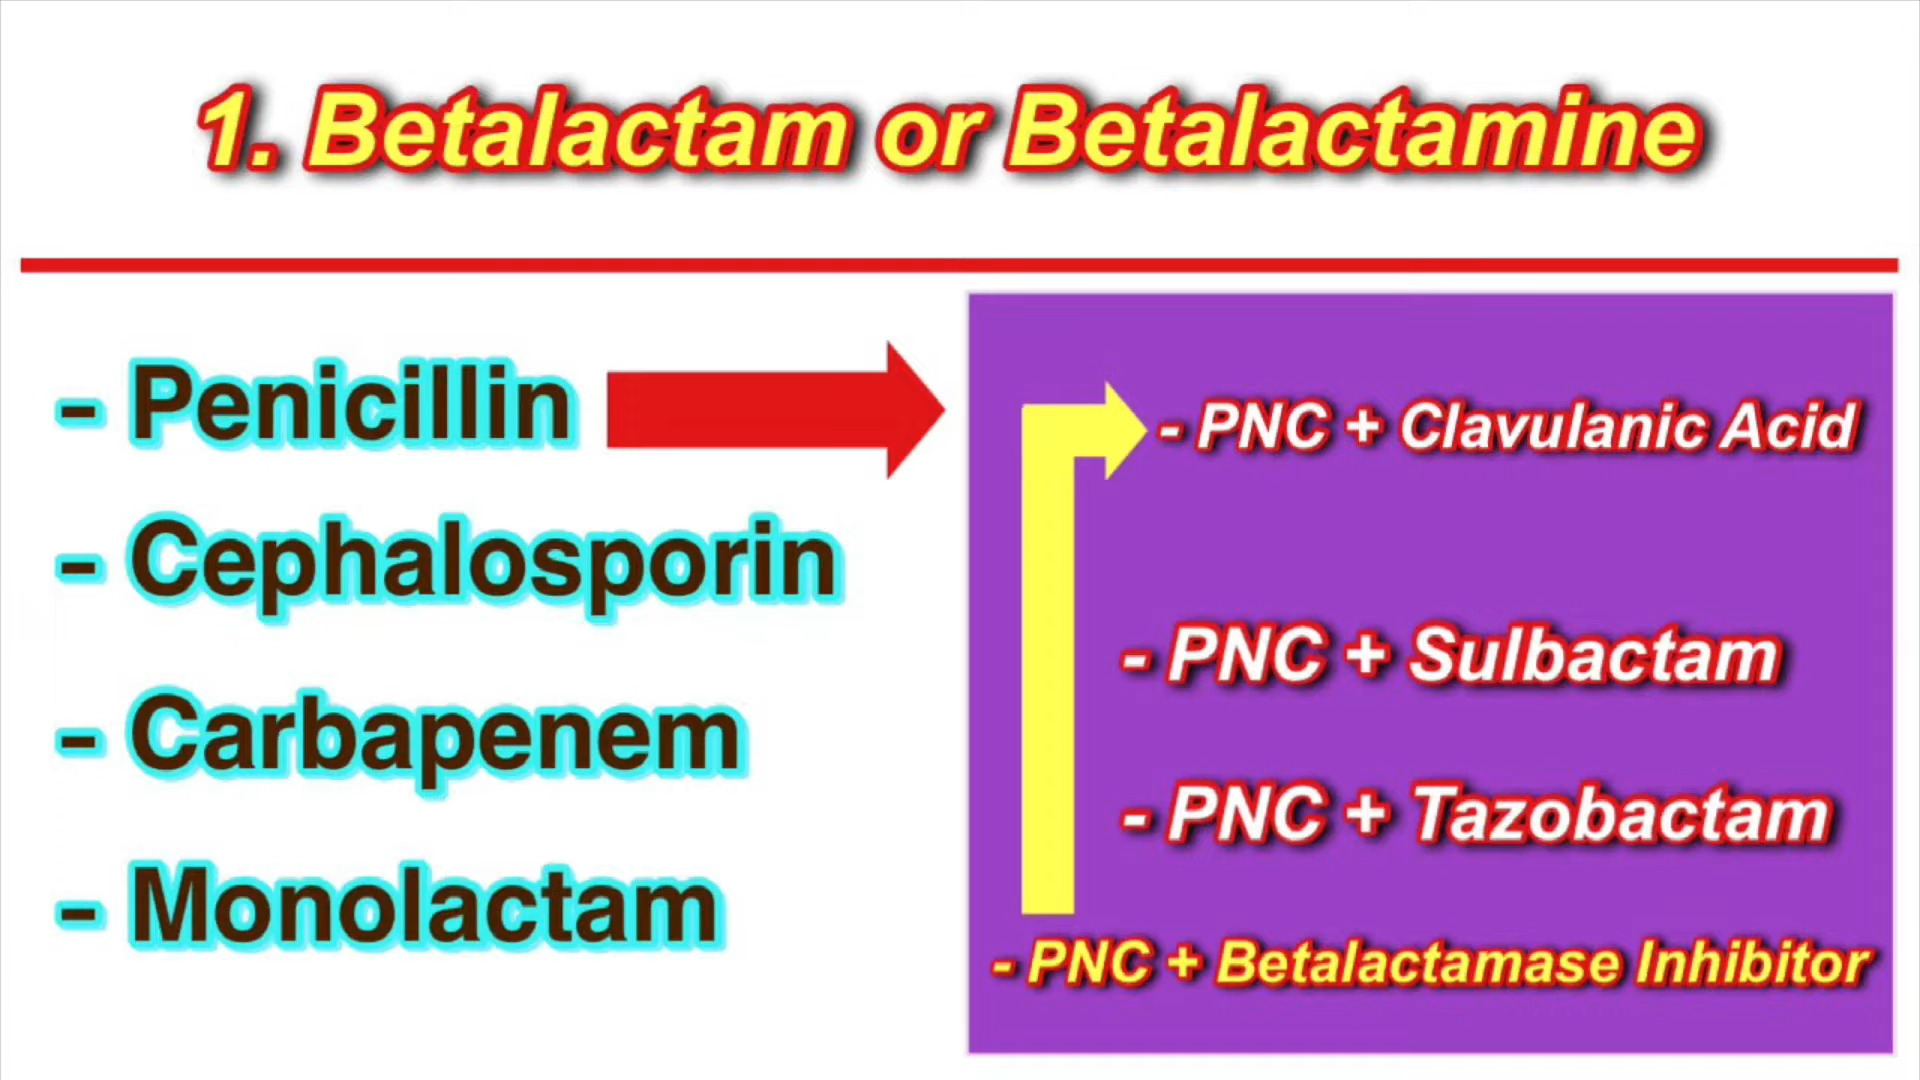 1. Betalactam or Betalactamine
- Penicillin
- Cephalosporin
- Carbapenem
- Monolactam
- PNC + Clavulanic Acid
- PNC + Sulbactam
- PNC + Tazobactam
- PNC + Betalactamase Inhibitor